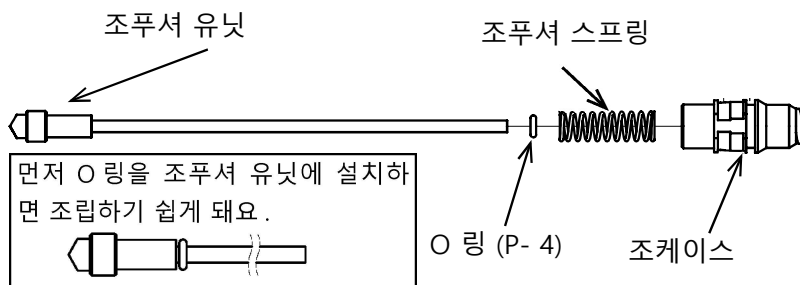 조푸셔 유닛
조푸셔 스프링
먼저 O 링을 조푸셔 유닛에 설치하
면 조립하기 쉽게 돼요 .
O 링 (P- 4)
조케이스